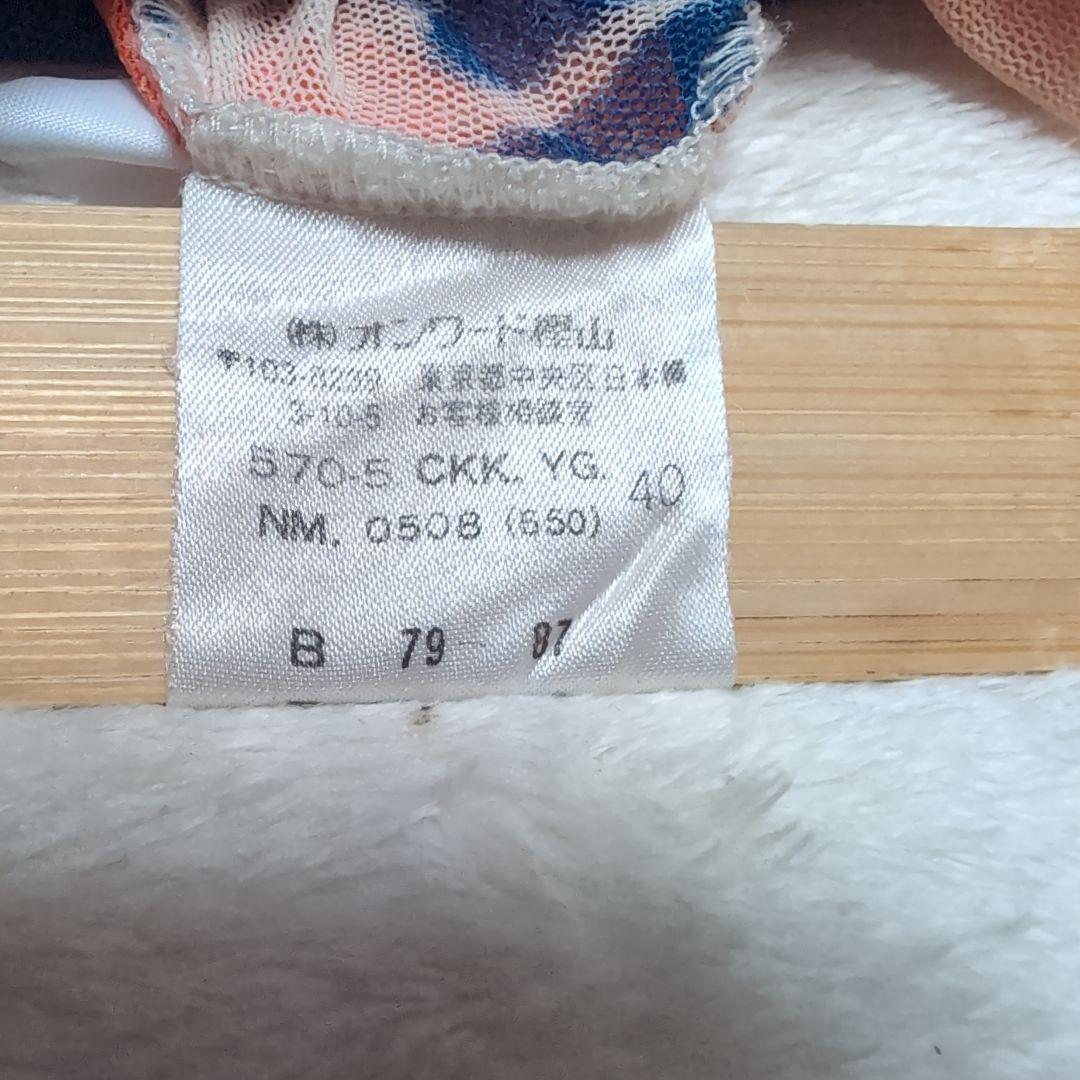 (株)オンワード樫山
〒103-8239 東京都中央区日本橋
3-10-5 お客様相談室
570-5 CKK. YG. 40
NM. 0508 (650)
B 79 87